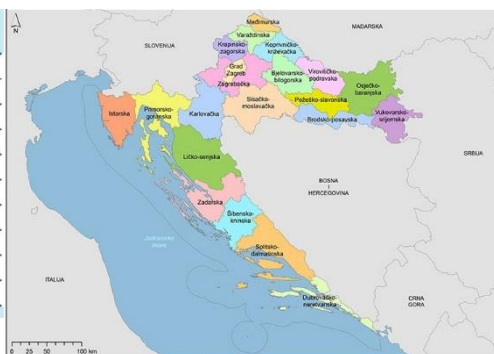 N
MAĐARSKA
SLOVENIJA
Međimurska
Varaždinska
Krapinsko-
zagorska
Koprivničko-
križevačka
Grad
Zagreb
Zagrebačka
Bjelovarsko-
bilogorska
Virovitičko-
podravska
Osječko-
baranjska
Požeško-slavonska
Vukovarsko-
srijemska
Brodsko-posavska
Sisačko-
moslavačka
Karlovačka
Primorsko-
goranska
Istarska
SRBIJA
Ličko-senjska
BOSNA
I
HERCEGOVINA
Zadarska
Šibensko-
kninska
Jadransko
more
Splitsko-
dalmatinska
ITALIJA
Dubrovačko-
neretvanska
CRNA
GORA
0 25 50 100 km